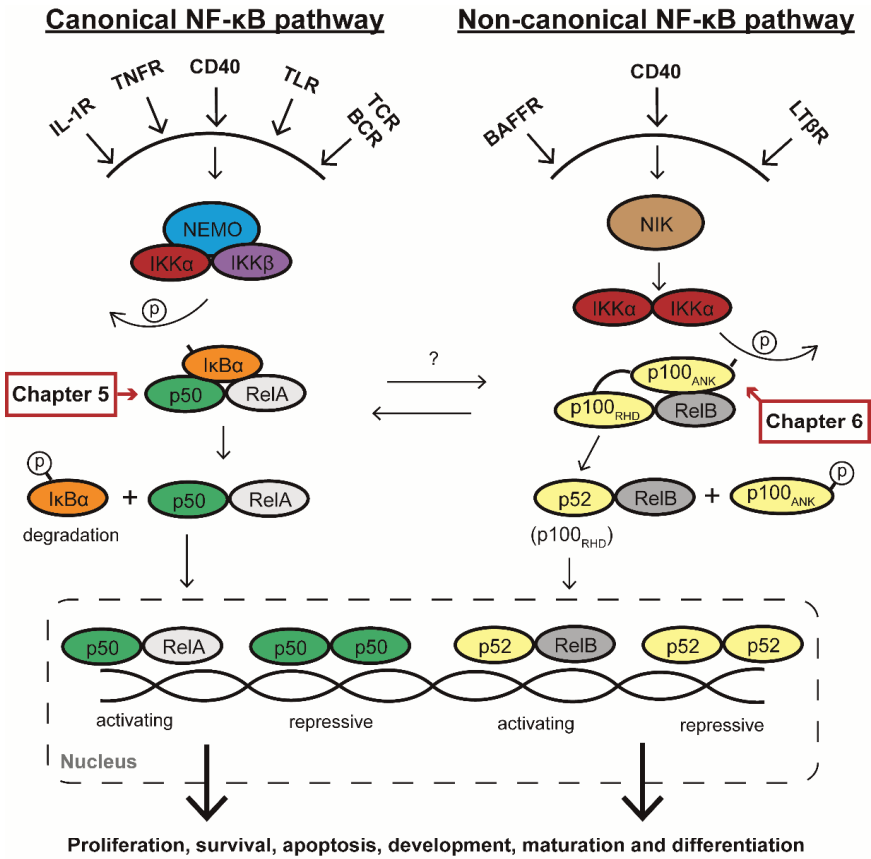 Canonical NF-κB pathway
Non-canonical NF-κB pathway
IL-1R
TNFR
CD40
TLR
TCR
BCR
BAFFR
CD40
LTβR
NEMO
IKKα
IKKβ
NIK
IKKα
IKKα
p
p
IκBα
p50
RelA
Chapter 5
?
p100ANK
p100RHD
RelB
Chapter 6
p
IκBα
+
p50
RelA
degradation
p52
RelB
+
p100ANK
p
(p100RHD)
p50
RelA
p50
p50
p52
RelB
p52
p52
activating
repressive
activating
repressive
Nucleus
Proliferation, survival, apoptosis, development, maturation and differentiation